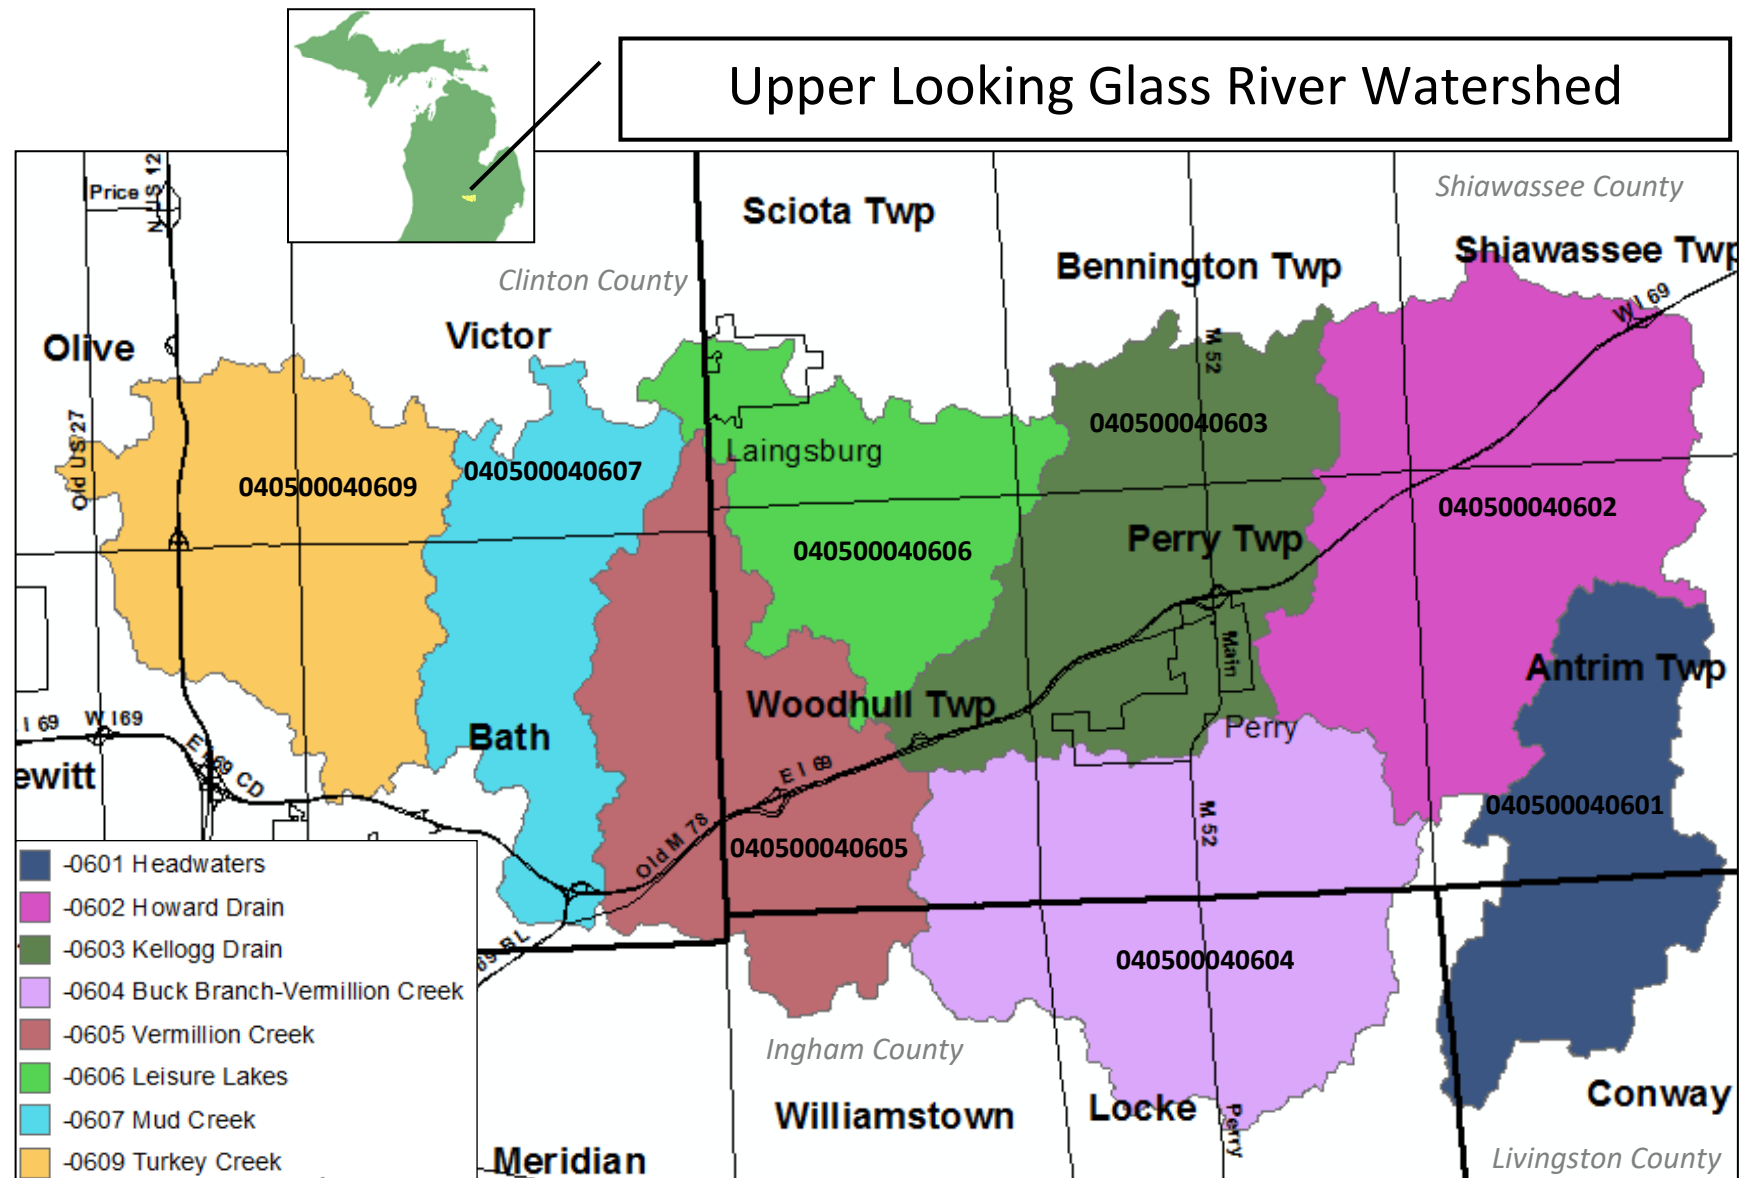 Upper Looking Glass River Watershed
N US 12
Price
Shiawassee County
Sciota Twp
Shiawassee Twp
Bennington Twp
Clinton County
W I 69
Olive
Victor
M 52
Old US 27
040500040603
Laingsburg
040500040607
040500040609
040500040602
040500040606
Perry Twp
Main
Antrim Twp
Woodhull Twp
I 69
W I69
Perry
Bath
E I 69 CD
ewitt
E I 69
040500040601
M 52
Old M 78
040500040605
-0601 Headwaters
-0602 Howard Drain
-0603 Kellogg Drain
69 BL
040500040604
-0604 Buck Branch-Vermillion Creek
-0605 Vermillion Creek
Ingham County
-0606 Leisure Lakes
Conway
-0607 Mud Creek
Williamstown
Locke
Perry
-0609 Turkey Creek
Meridian
Livingston County